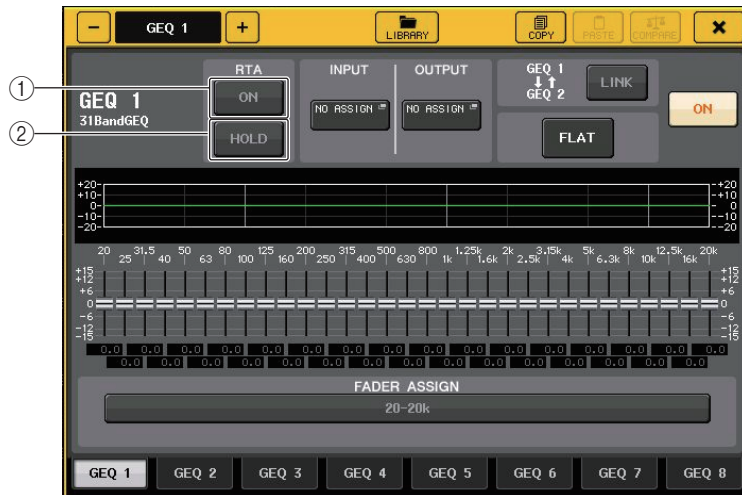 − GEQ 1 + LIBRARY COPY PASTE COMPARE ×
RTA INPUT OUTPUT GEQ 1 ↓↑ GEQ 2 LINK
① ON
GEQ 1
31BandGEQ
NO ASSIGN NO ASSIGN
ON
② HOLD
FLAT
+20 +20
+10 +10
0 0
-10 -10
-20 -20
20 31.5 50 80 125 200 315 500 800 1.25k 2k 3.15k 5k 8k 12.5k 20k
25 40 63 100 160 250 400 630 1k 1.6k 2.5k 4k 6.3k 10k 16k
+15 +15
+12 +12
+6 +6
0 0
-6 -6
-12 -12
-15 -15
0.0 0.0 0.0 0.0 0.0 0.0 0.0 0.0 0.0 0.0 0.0 0.0 0.0 0.0 0.0 0.0
0.0 0.0 0.0 0.0 0.0 0.0 0.0 0.0 0.0 0.0 0.0 0.0 0.0 0.0 0.0
FADER ASSIGN
20-20k
GEQ 1 GEQ 2 GEQ 3 GEQ 4 GEQ 5 GEQ 6 GEQ 7 GEQ 8